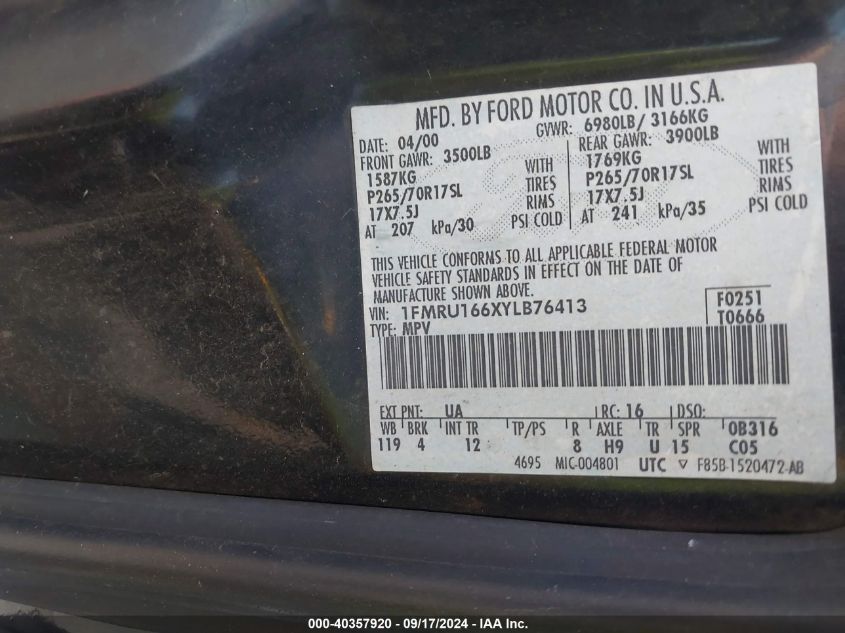 MFD. BY FORD MOTOR CO. IN U.S.A.
DATE: 04/00 GVWR: 6980LB/ 3166KG
FRONT GAWR: 3500LB REAR GAWR: 3900LB
1587KG WITH 1769KG WITH
P265/70R17SL TIRES P265/70R17SL TIRES
17X7.5J RIMS 17X7.5J RIMS
AT 207 kPa/30 PSI COLD AT 241 kPa/35 PSI COLD
THIS VEHICLE CONFORMS TO ALL APPLICABLE FEDERAL MOTOR
VEHICLE SAFETY STANDARDS IN EFFECT ON THE DATE OF
MANUFACTURE SHOWN ABOVE.
VIN: 1FMRU166XYLB76413 F0251
TYPE: MPV T0666
EXT PNT: UA RC: 16 DSO:
WB BRK INT TR TP/PS R AXLE TR SPR 0B316
119 4 12 8 H9 U 15 C05
4695 MIC-004801 UTC ▽ F85B-1520472-AB
000-40357920 - 09/17/2024 - IAA Inc.